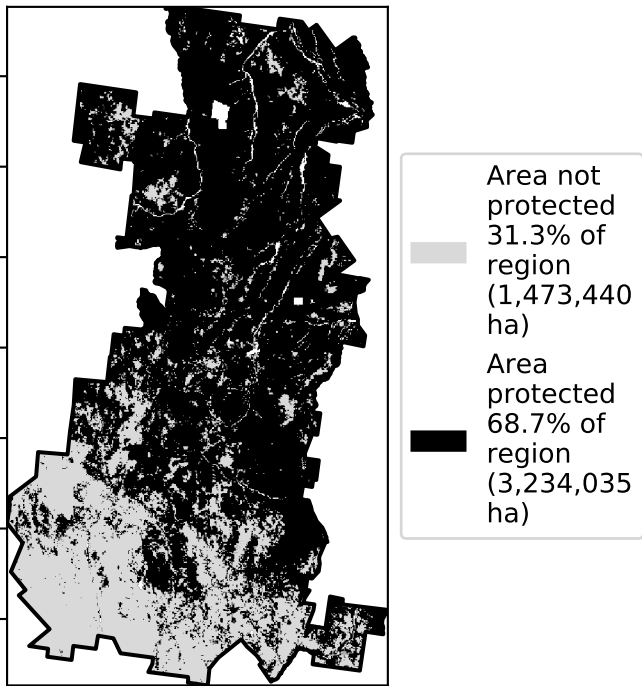 Area not
protected
31.3% of
region
(1,473,440
ha)
Area
protected
68.7% of
region
(3,234,035
ha)